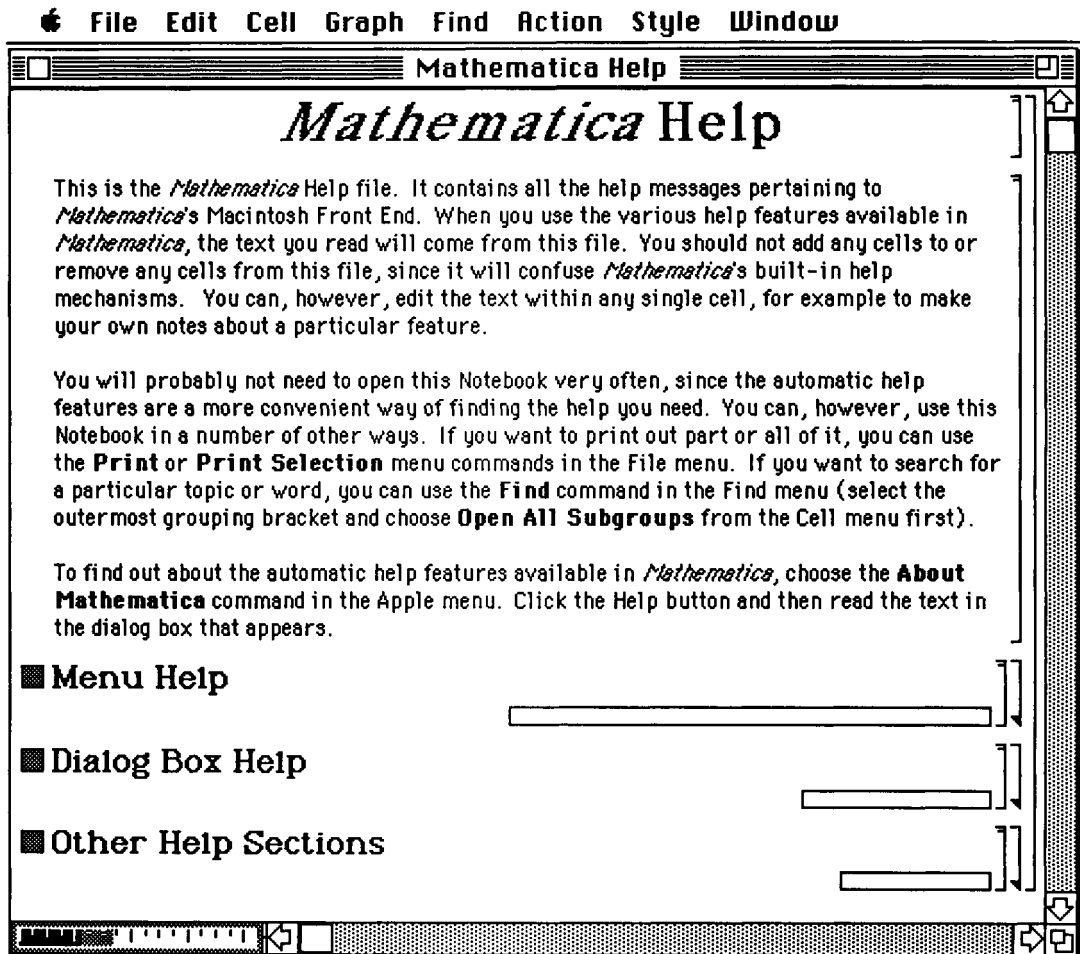 File Edit Cell Graph Find Action Style Window
Mathematica Help
Mathematica Help
This is the Mathematica Help file. It contains all the help messages pertaining to
Mathematica's Macintosh Front End. When you use the various help features available in
Mathematica, the text you read will come from this file. You should not add any cells to or
remove any cells from this file, since it will confuse Mathematica's built-in help
mechanisms. You can, however, edit the text within any single cell, for example to make
your own notes about a particular feature.
You will probably not need to open this Notebook very often, since the automatic help
features are a more convenient way of finding the help you need. You can, however, use this
Notebook in a number of other ways. If you want to print out part or all of it, you can use
the Print or Print Selection menu commands in the File menu. If you want to search for
a particular topic or word, you can use the Find command in the Find menu (select the
outermost grouping bracket and choose Open All Subgroups from the Cell menu first).
To find out about the automatic help features available in Mathematica, choose the About
Mathematica command in the Apple menu. Click the Help button and then read the text in
the dialog box that appears.
Menu Help
Dialog Box Help
Other Help Sections